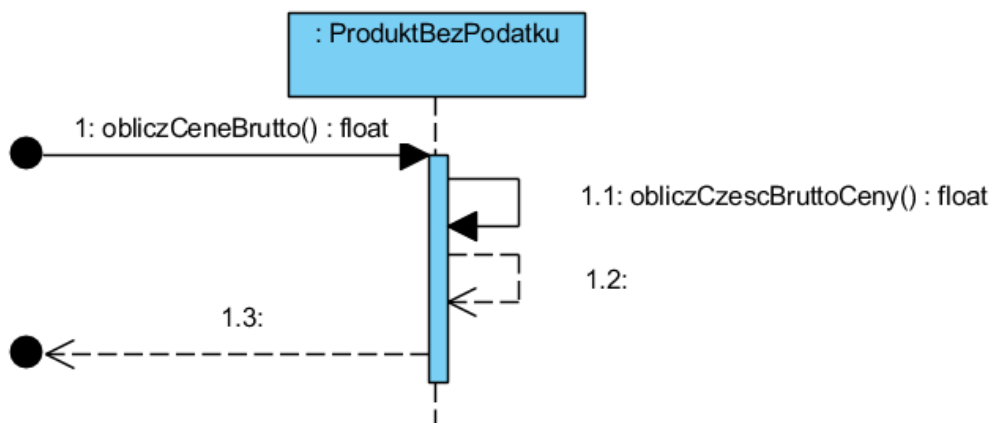 : ProduktBezPodatku
1: obliczCeneBrutto() : float
1.1: obliczCzescBruttoCeny() : float
1.2:
1.3: